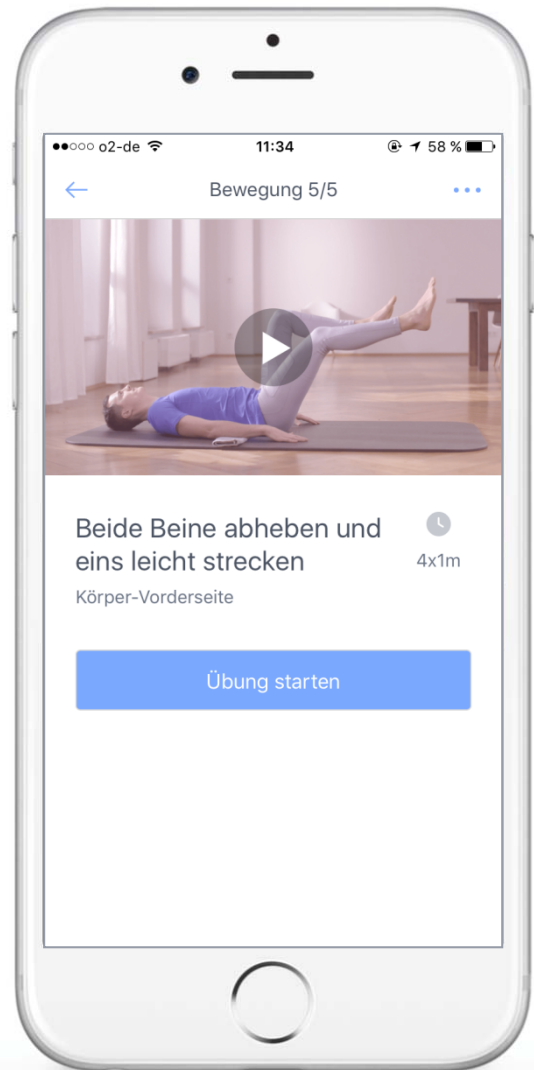 o2-de 11:34 58 %
Bewegung 5/5
Beide Beine abheben und
eins leicht strecken
4x1m
Körper-Vorderseite
Übung starten